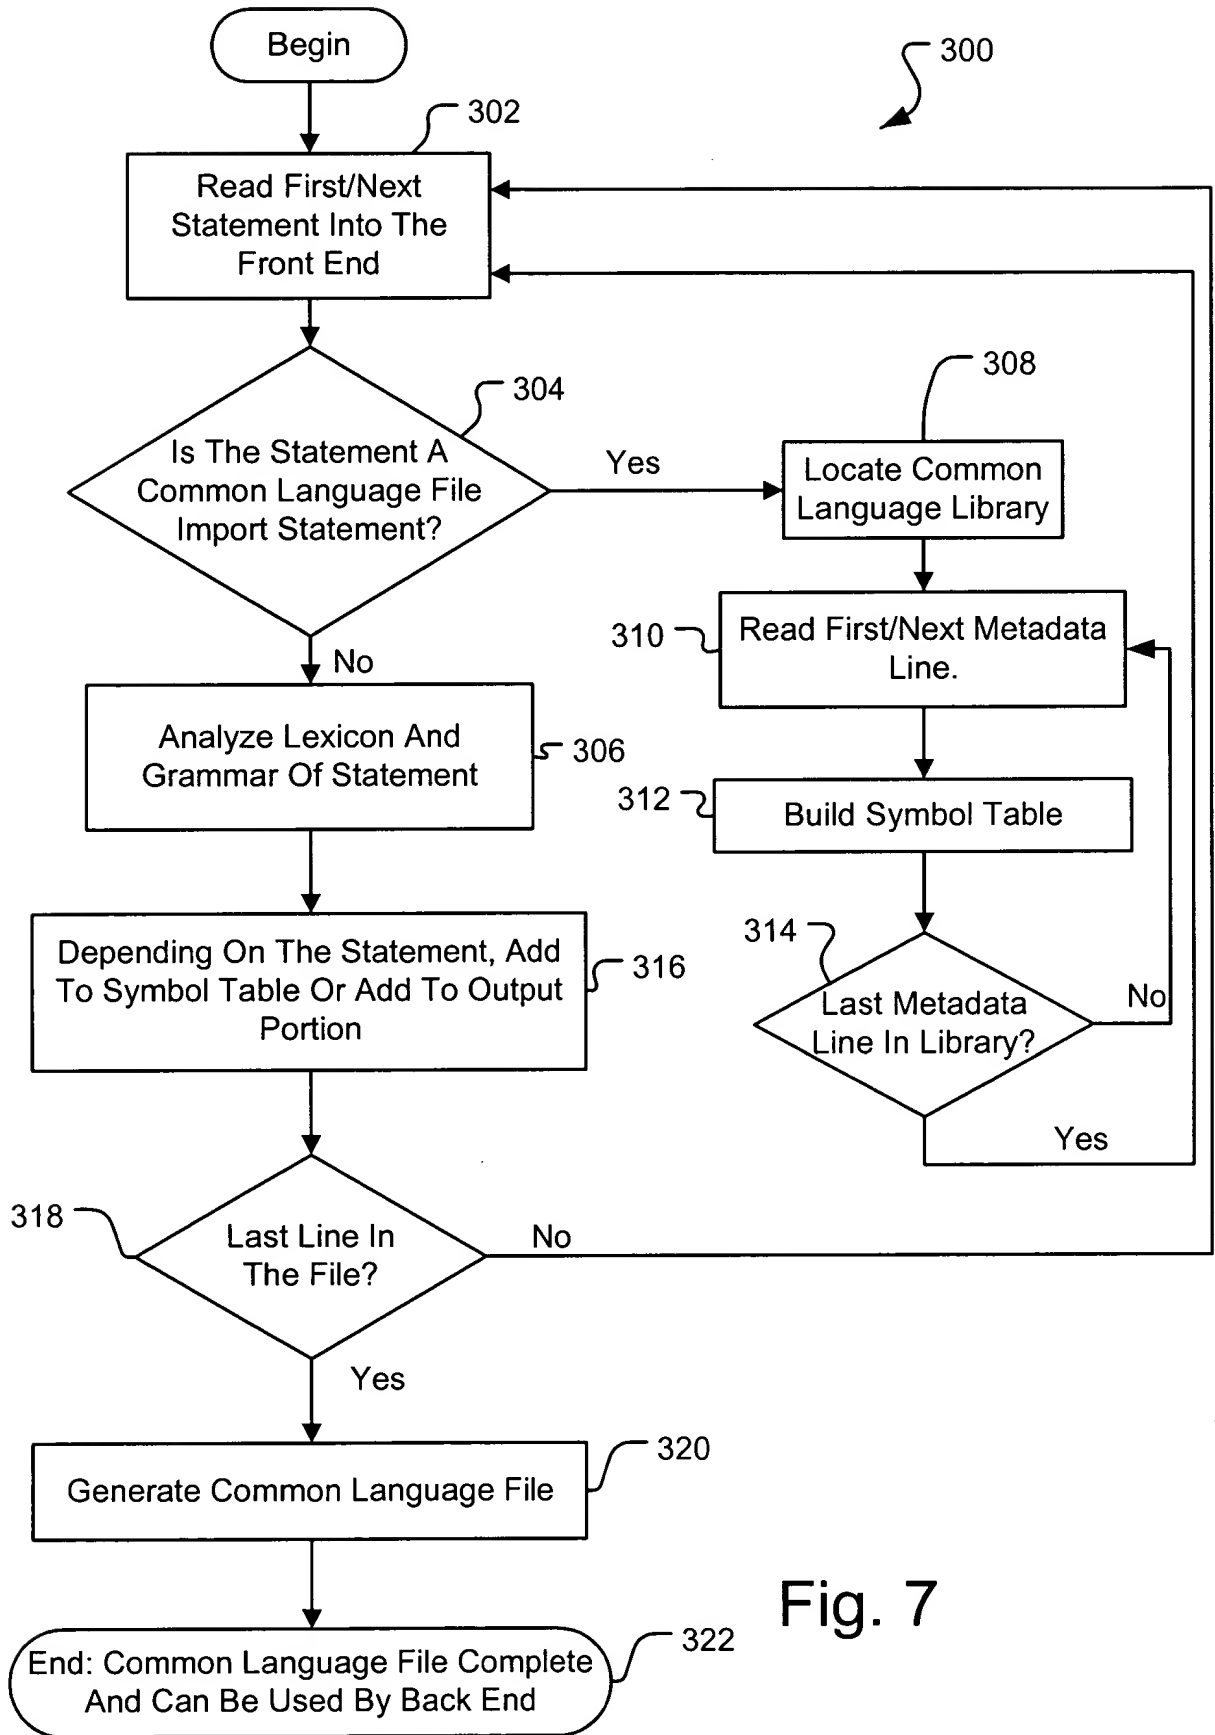 Begin
300
302
Read First/Next
Statement Into The
Front End
304
Is The Statement A
Common Language File
Import Statement?
Yes
308
Locate Common
Language Library
310
Read First/Next Metadata
Line.
No
Analyze Lexicon And
Grammar Of Statement
306
312
Build Symbol Table
314
Last Metadata
Line In Library?
No
Yes
Depending On The Statement, Add
To Symbol Table Or Add To Output
Portion
316
318
Last Line In
The File?
No
Yes
Generate Common Language File
320
End: Common Language File Complete
And Can Be Used By Back End
322
Fig. 7